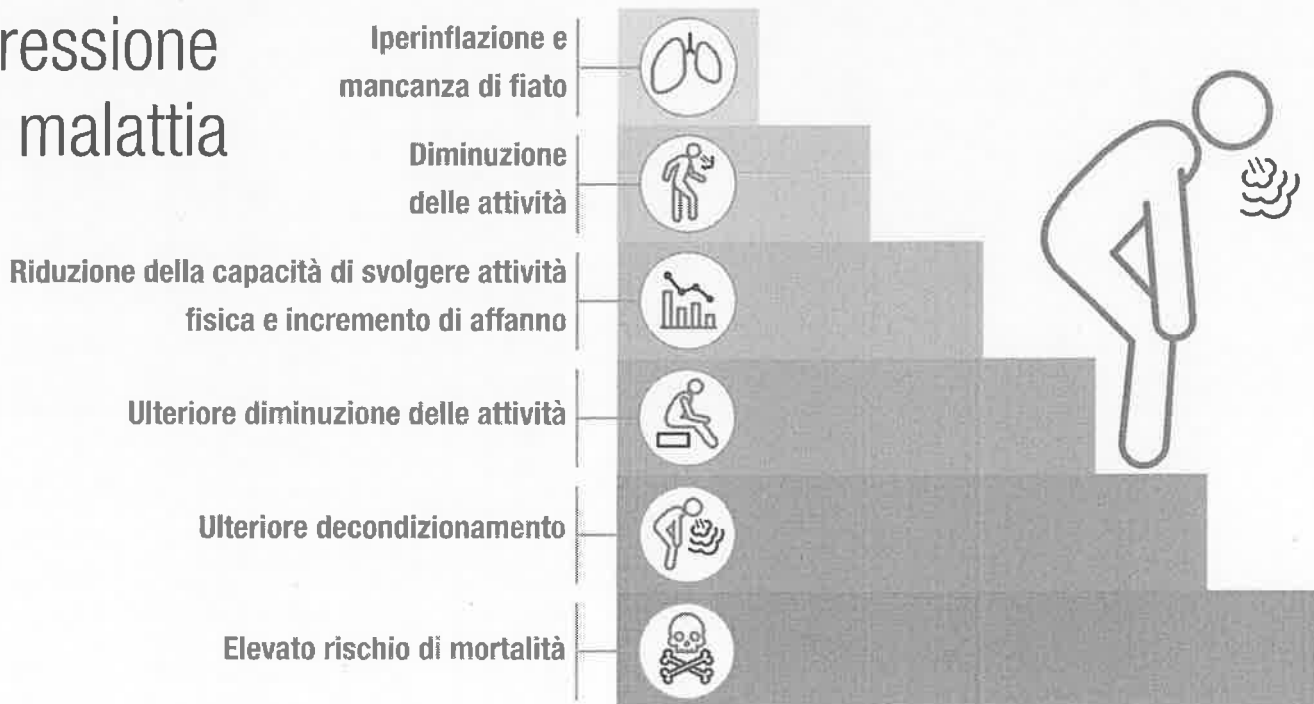 ressione
malattia
Iperinflazione e
mancanza di fiato
Diminuzione
delle attività
Riduzione della capacità di svolgere attività
fisica e incremento di affanno
Ulteriore diminuzione delle attività
Ulteriore decondizionamento
Elevato rischio di mortalità